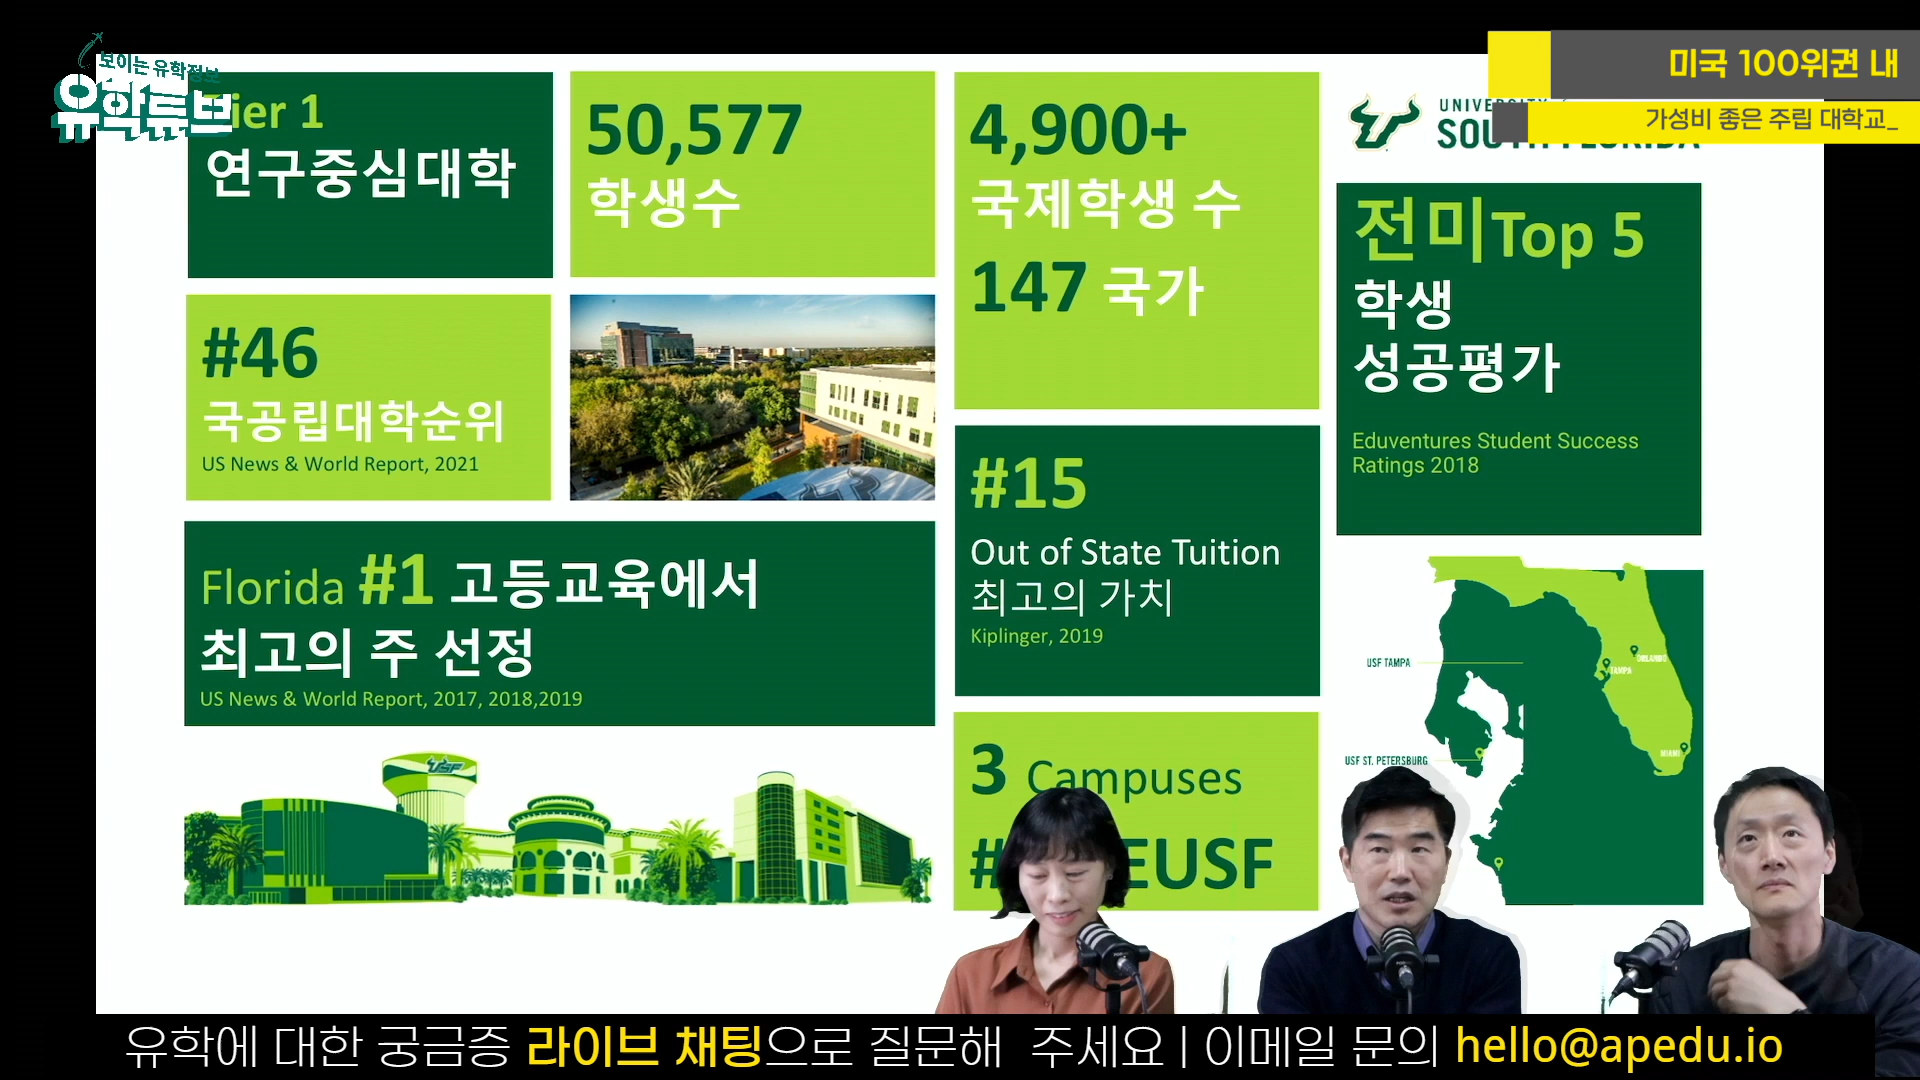 보이는 유학정보
유학튜브
ier 1
연구중심대학
50,577
학생수
4,900+
국제학생 수
147 국가
미국 100위권 내
가성비 좋은 주립 대학교_
전미Top 5
학생
성공평가
Eduventures Student Success
Ratings 2018
#46
국공립대학순위
US News & World Report, 2021
#15
Out of State Tuition
최고의 가치
Kiplinger, 2019
Florida #1 고등교육에서
최고의 주 선정
US News & World Report, 2017, 2018,2019
USF
3 Campuses
EUSF
USF TAMPA
USF ST. PETERSBURG
ORLANDO
TAMPA
MIAMI
유학에 대한 궁금증 라이브 채팅으로 질문해 주세요 | 이메일 문의 hello@apedu.io